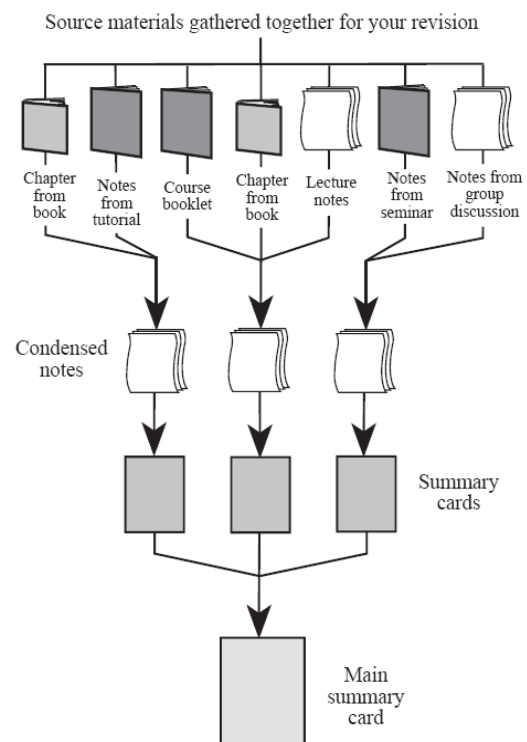 Source materials gathered together for your revision
Chapter
from
book
Notes
from
tutorial
Course
booklet
Chapter
from
book
Lecture
notes
Notes
from
seminar
Notes from
group
discussion
Condensed
notes
Summary
cards
Main
summary
card